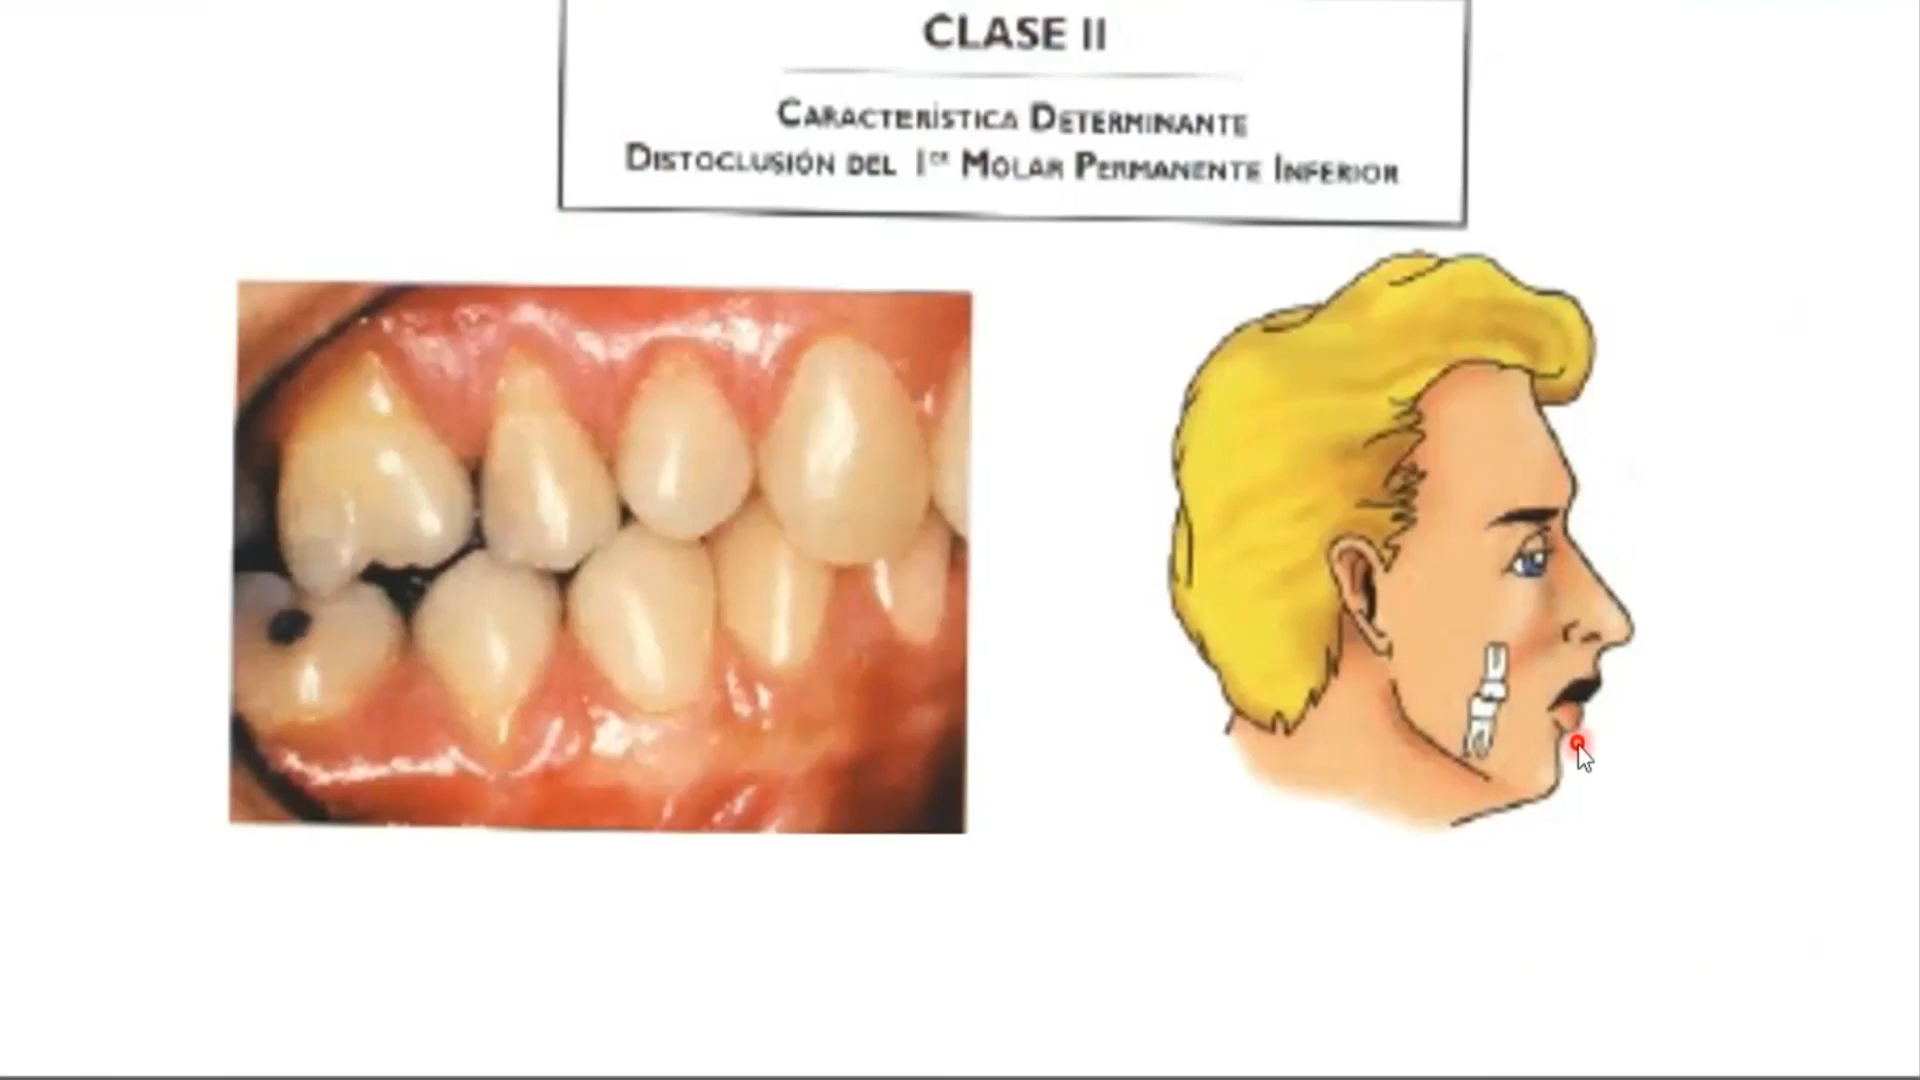 CLASE II
CARACTERÍSTICA DETERMINANTE
DISTOCLUSIÓN DEL 1ER MOLAR PERMANENTE INFERIOR